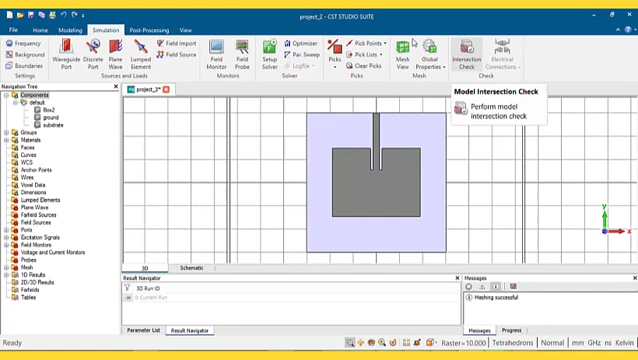 project_2 - CST STUDIO SUITE
File Home Modeling Simulation Post-Processing View
Frequency
Background
Boundaries
Settings
Waveguide Port
Discrete Port
Plane Wave
Lumped Element
Field Import
Field Source
Sources and Loads
Field Monitor
Field Probe
Monitors
Setup Solver
Optimizer
Par. Sweep
Logfile
Solver
Picks
Pick Points
Pick Lists
Clear Picks
Picks
Mesh View
Global Properties
Mesh
Intersection Check
Electrical Connections
Check
Model Intersection Check
Perform model
intersection check
Navigation Tree
project_2*
Components
default
Box2
ground
substrate
Groups
Materials
Faces
Curves
WCS
Anchor Points
Wires
Voxel Data
Dimensions
Lumped Elements
Plane Wave
Farfield Sources
Field Sources
Ports
Excitation Signals
Field Monitors
Voltage and Current Monitors
Probes
Mesh
1D Results
2D/3D Results
Farfields
Tables
y
x
3D Schematic
Result Navigator
3D Run ID
0 Current Run
Parameter List Result Navigator
Messages
Meshing successful
Messages Progress
Ready
Raster=10.000 Tetrahedrons Normal mm GHz ns Kelvin